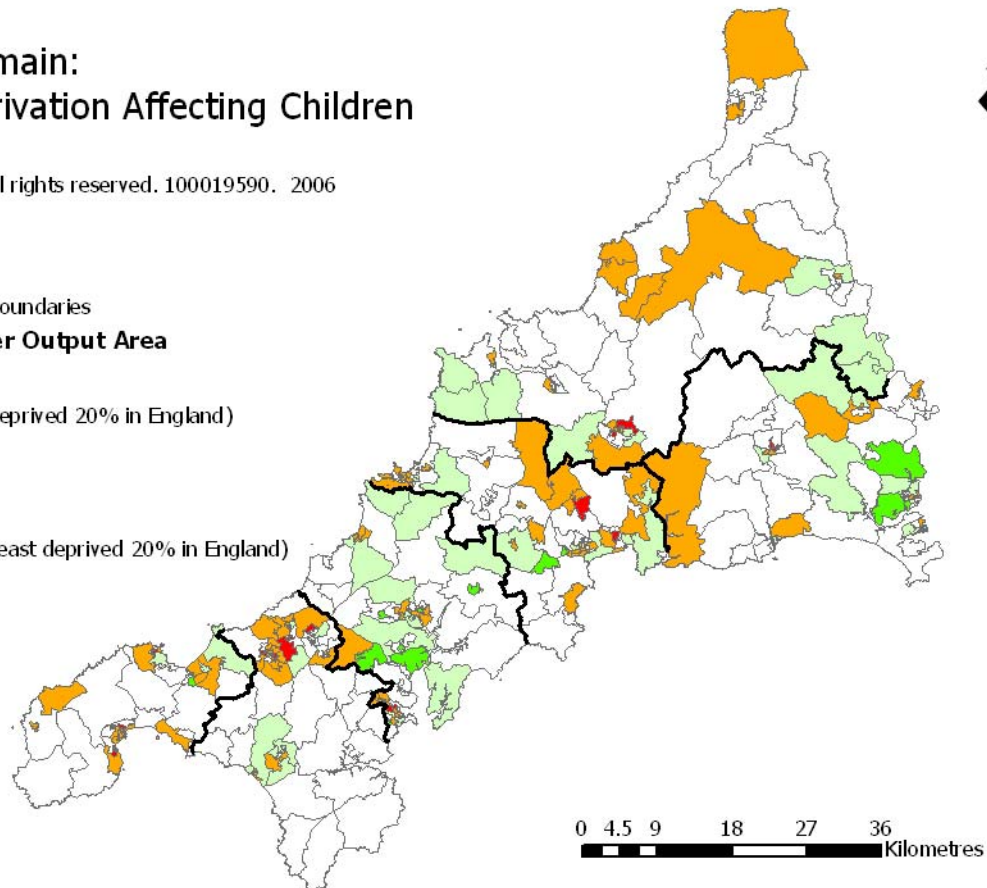 main:
rivation Affecting Children
l rights reserved. 100019590. 2006
oundaries
er Output Area
eprived 20% in England)
east deprived 20% in England)
0 4.5 9 18 27 36
Kilometres